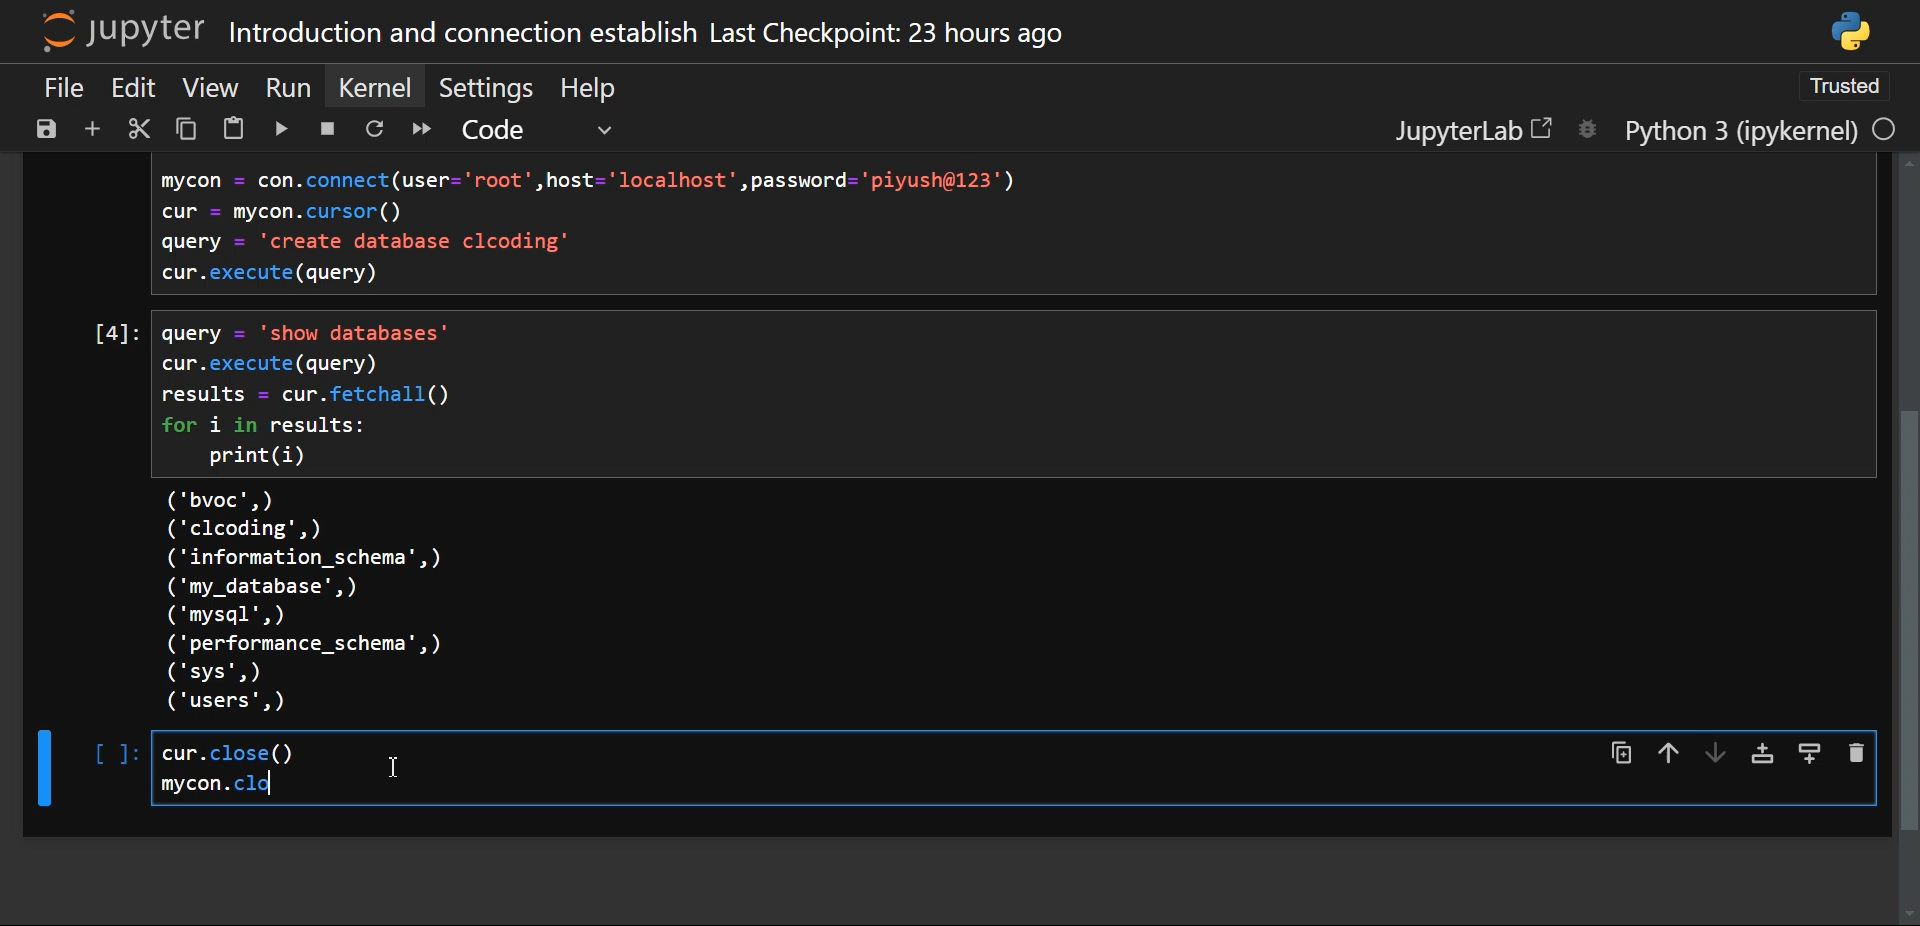 jupyter Introduction and connection establish Last Checkpoint: 23 hours ago
File Edit View Run Kernel Settings Help Trusted
Code JupyterLab Python 3 (ipykernel)
mycon = con.connect(user='root',host='localhost',password='piyush@123')
cur = mycon.cursor()
query = 'create database clcoding'
cur.execute(query)
[4]: query = 'show databases'
cur.execute(query)
results = cur.fetchall()
for i in results:
    print(i)
('bvoc',)
('clcoding',)
('information_schema',)
('my_database',)
('mysql',)
('performance_schema',)
('sys',)
('users',)
[ ]: cur.close()
mycon.clo